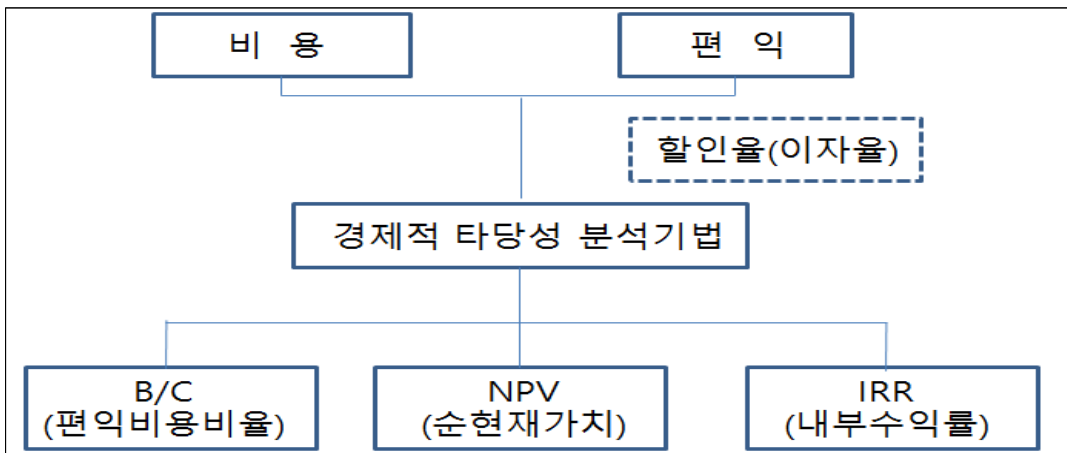 비 용
편 익
할인율(이자율)
경제적 타당성 분석기법
B/C
(편익비용비율)
NPV
(순현재가치)
IRR
(내부수익률)